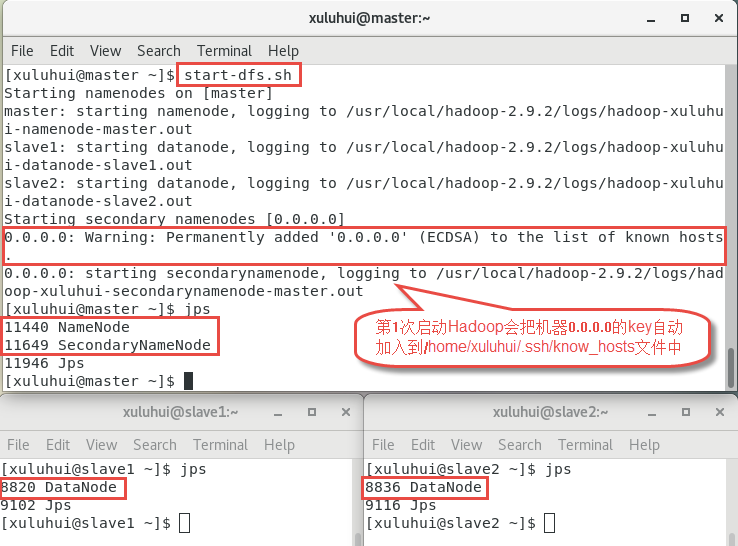 xuluhui@master:~
File Edit View Search Terminal Help
[xuluhui@master ~]$ start-dfs.sh
Starting namenodes on [master]
master: starting namenode, logging to /usr/local/hadoop-2.9.2/logs/hadoop-xuluhu
i-namenode-master.out
slave1: starting datanode, logging to /usr/local/hadoop-2.9.2/logs/hadoop-xuluhu
i-datanode-slave1.out
slave2: starting datanode, logging to /usr/local/hadoop-2.9.2/logs/hadoop-xuluhu
i-datanode-slave2.out
Starting secondary namenodes [0.0.0.0]
0.0.0.0: Warning: Permanently added '0.0.0.0' (ECDSA) to the list of known hosts
.
0.0.0.0: starting secondarynamenode, logging to /usr/local/hadoop-2.9.2/logs/had
oop-xuluhui-secondarynamenode-master.out
[xuluhui@master ~]$ jps
11440 NameNode
11649 SecondaryNameNode
11946 Jps
[xuluhui@master ~]$
第1次启动Hadoop会把机器0.0.0.0的key自动
加入到/home/xuluhui/.ssh/know_hosts文件中
xuluhui@slave1:~
File Edit View Search Terminal Help
[xuluhui@slave1 ~]$ jps
8820 DataNode
9102 Jps
[xuluhui@slave1 ~]$
xuluhui@slave2:~
File Edit View Search Terminal Help
[xuluhui@slave2 ~]$ jps
8836 DataNode
9116 Jps
[xuluhui@slave2 ~]$